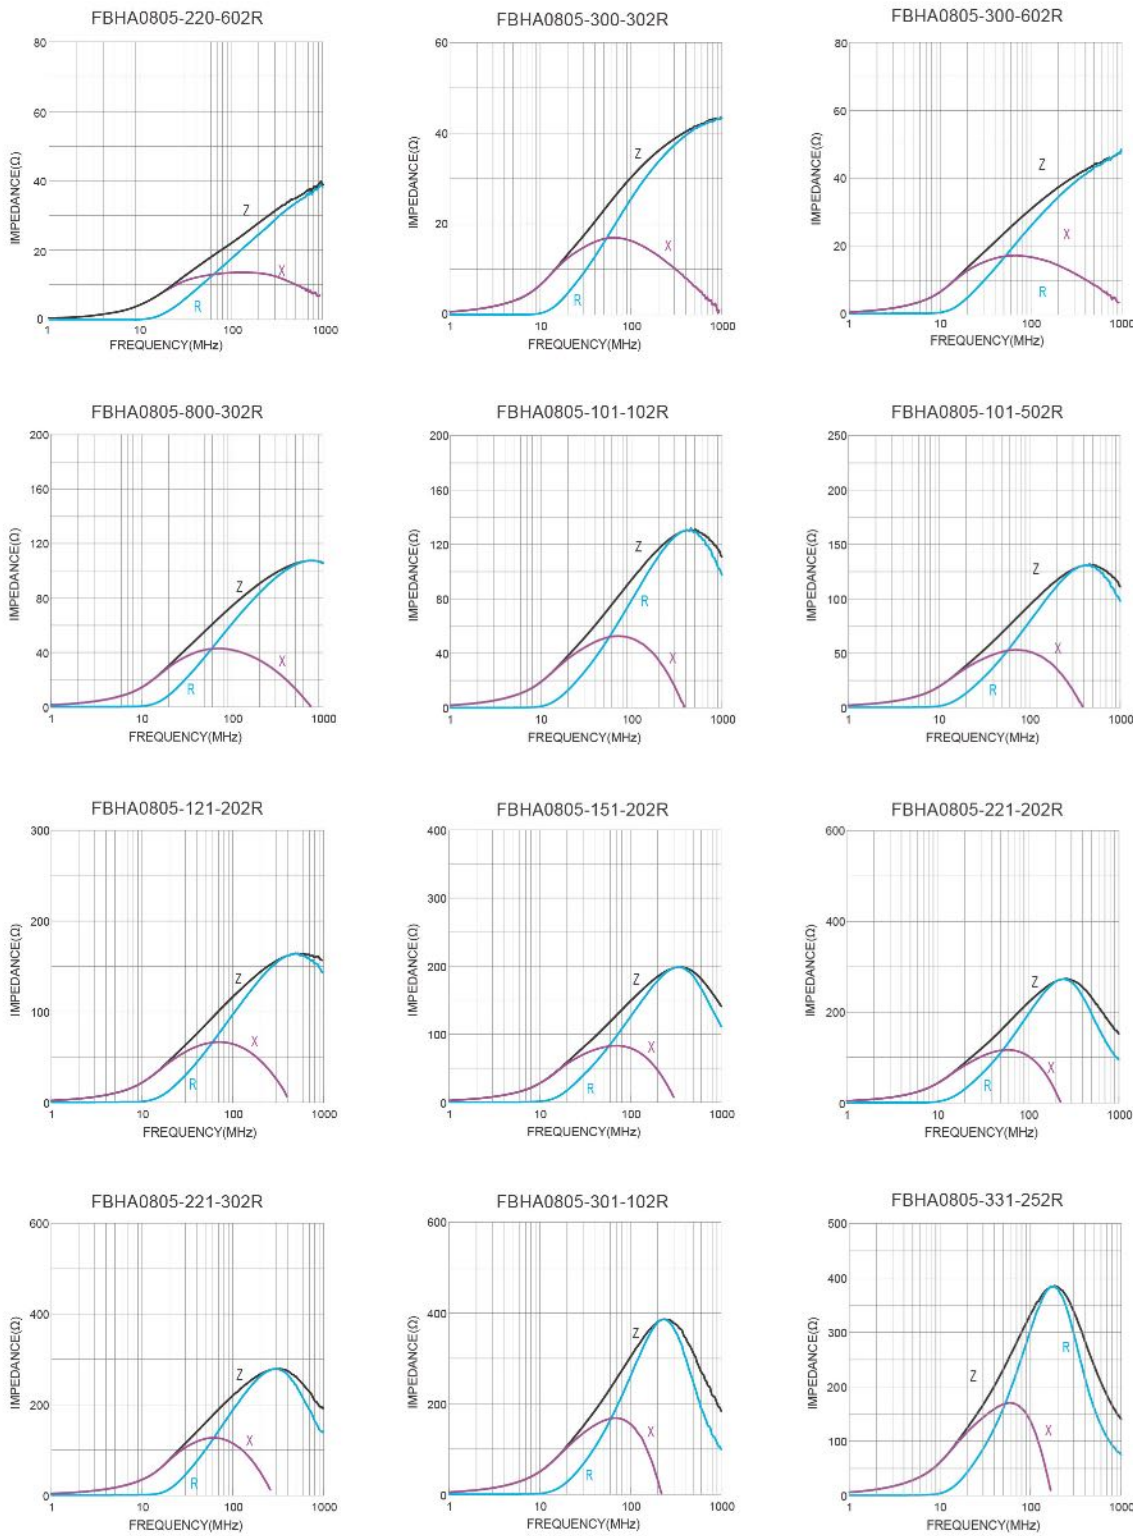 FBHA0805-220-602R
80
60
40
20
0
IMPEDANCE(Ω)
Z
X
R
1
10
100
1000
FREQUENCY(MHz)
FBHA0805-300-302R
60
40
20
0
IMPEDANCE(Ω)
Z
X
R
1
10
100
1000
FREQUENCY(MHz)
FBHA0805-300-602R
80
60
40
20
0
IMPEDANCE(Ω)
Z
X
R
1
10
100
1000
FREQUENCY(MHz)
FBHA0805-800-302R
200
160
120
80
40
0
IMPEDANCE(Ω)
Z
X
R
1
10
100
1000
FREQUENCY(MHz)
FBHA0805-101-102R
200
160
120
80
40
0
IMPEDANCE(Ω)
Z
R
X
1
10
100
1000
FREQUENCY(MHz)
FBHA0805-101-502R
250
200
150
100
50
0
IMPEDANCE(Ω)
Z
X
R
1
10
100
1000
FREQUENCY(MHz)
FBHA0805-121-202R
300
200
100
0
IMPEDANCE(Ω)
Z
X
R
1
10
100
1000
FREQUENCY(MHz)
FBHA0805-151-202R
400
300
200
100
0
IMPEDANCE(Ω)
Z
X
R
1
10
100
1000
FREQUENCY(MHz)
FBHA0805-221-202R
600
400
200
0
IMPEDANCE(Ω)
Z
X
R
1
10
100
1000
FREQUENCY(MHz)
FBHA0805-221-302R
600
400
200
0
IMPEDANCE(Ω)
Z
X
R
1
10
100
1000
FREQUENCY(MHz)
FBHA0805-301-102R
600
400
200
0
IMPEDANCE(Ω)
Z
X
R
1
10
100
1000
FREQUENCY(MHz)
FBHA0805-331-252R
500
400
300
200
100
0
IMPEDANCE(Ω)
R
Z
X
1
10
100
1000
FREQUENCY(MHz)